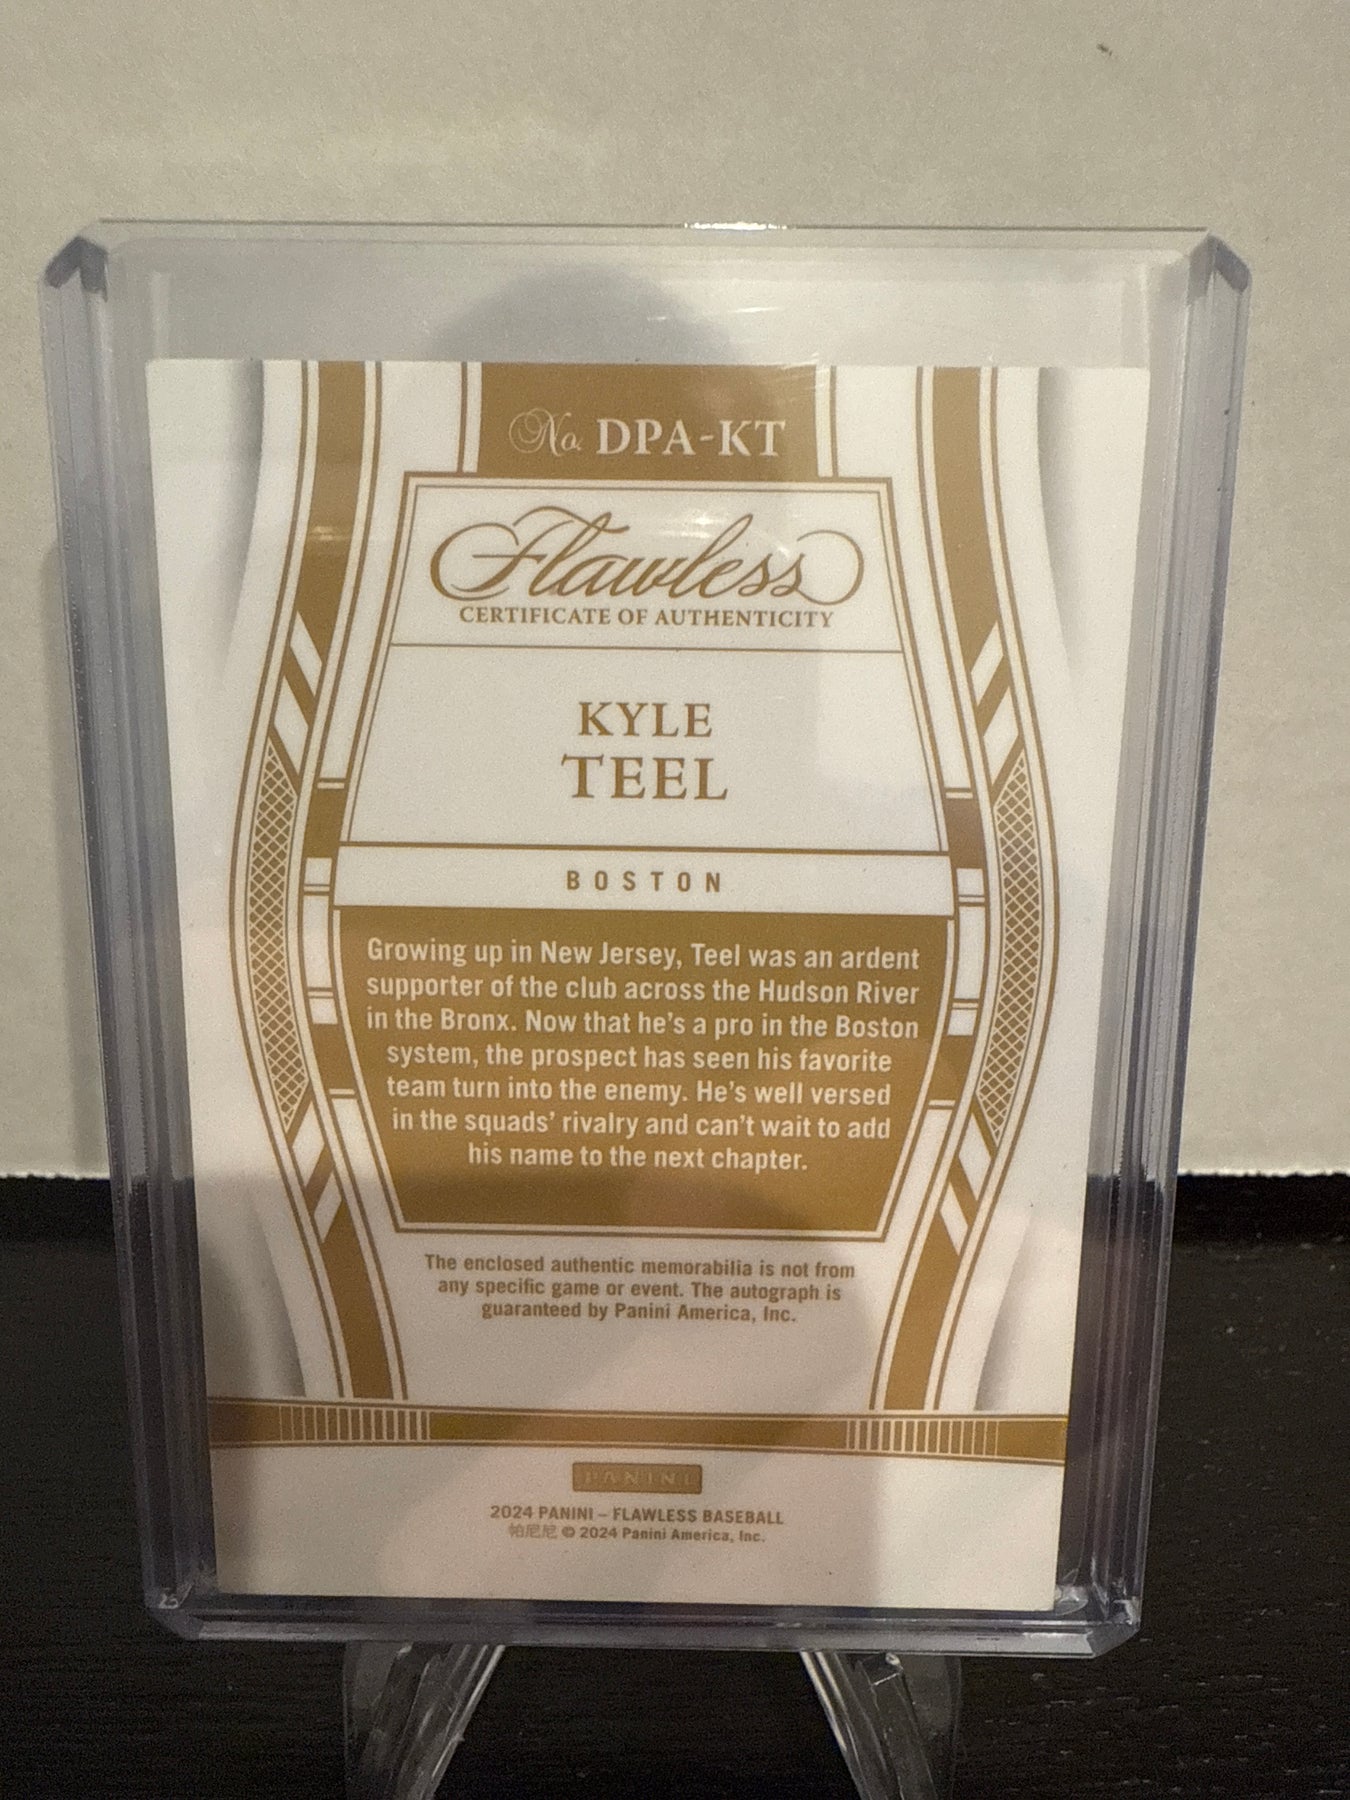 No. DPA-KT
Flawless
CERTIFICATE OF AUTHENTICITY
KYLE
TEEL
BOSTON
Growing up in New Jersey, Teel was an ardent
supporter of the club across the Hudson River
in the Bronx. Now that he's a pro in the Boston
system, the prospect has seen his favorite
team turn into the enemy. He's well versed
in the squads' rivalry and can't wait to add
his name to the next chapter.
The enclosed authentic memorabilia is not from
any specific game or event. The autograph is
guaranteed by Panini America, Inc.
PANINI
2024 PANINI – FLAWLESS BASEBALL
帕尼尼 © 2024 Panini America, Inc.